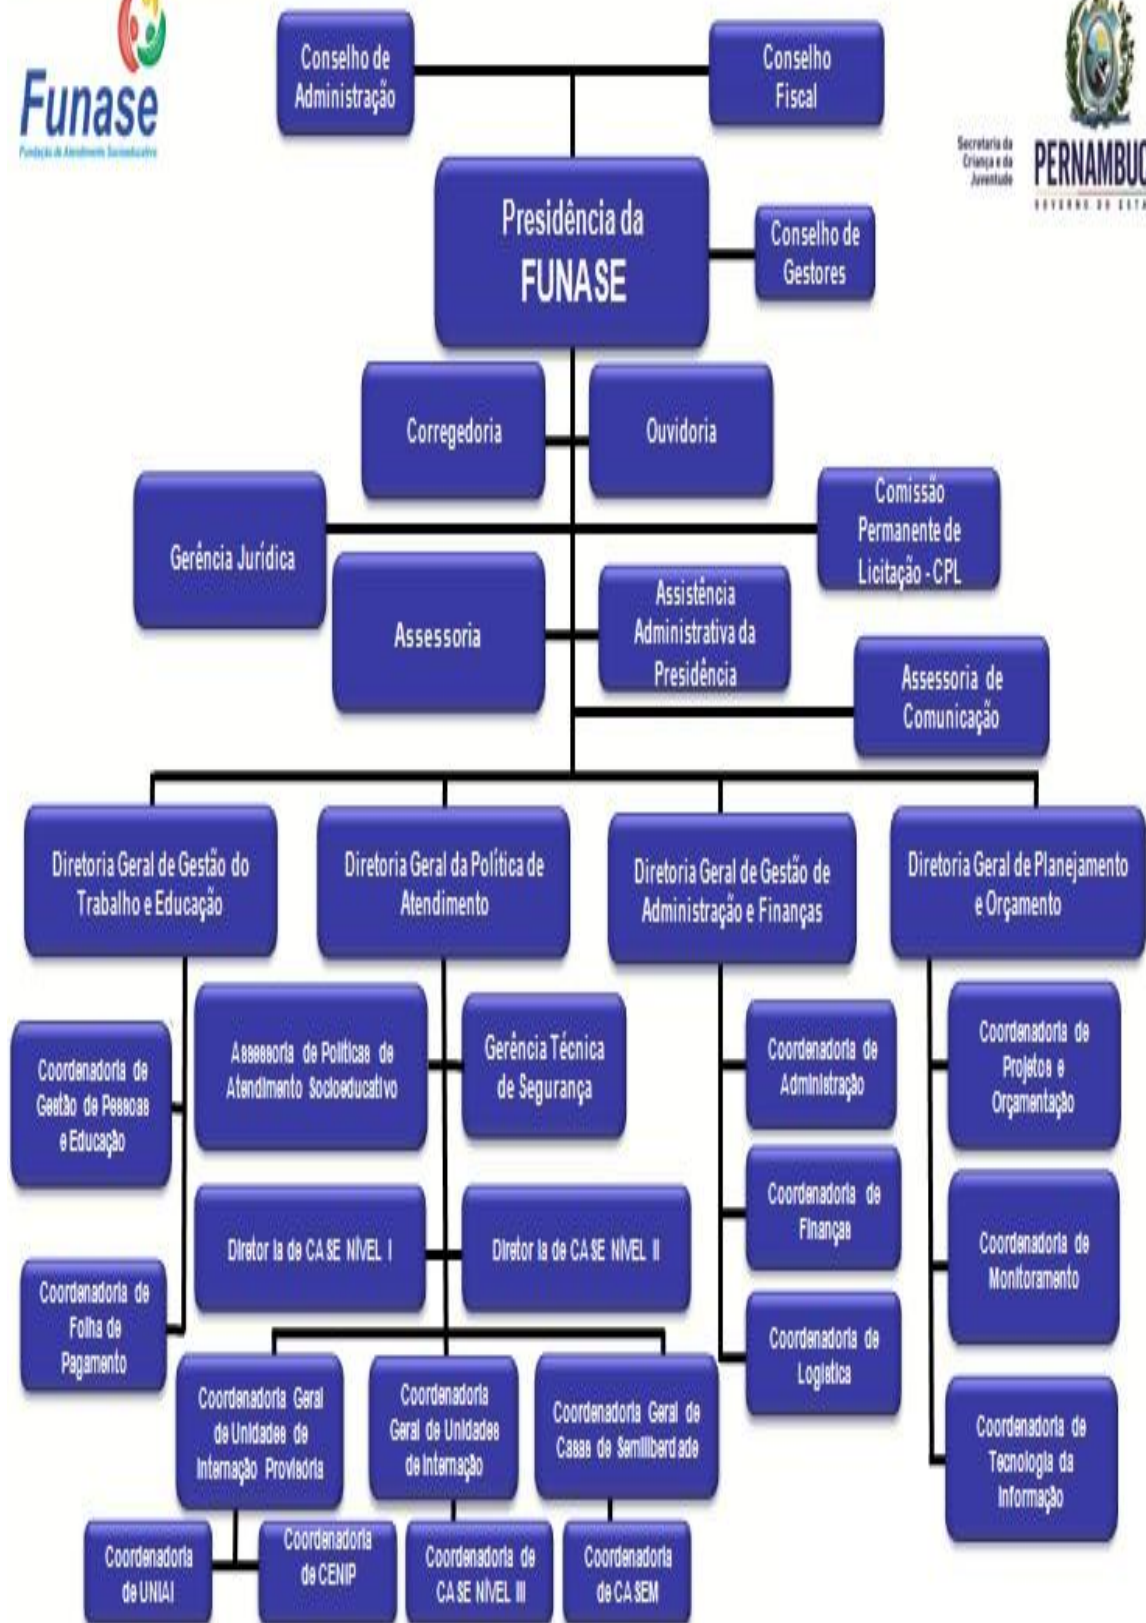 Funase
Fundação de Atendimento Socioeducativo
Conselho de
Administração
Conselho
Fiscal
Secretaria da
Criança e da
Juventude
PERNAMBUC
GOVERNO DO ESTA
Presidência da
FUNASE
Conselho de
Gestores
Corregedoria
Ouvidoria
Gerência Jurídica
Comissão
Permanente de
Licitação - CPL
Assessoria
Assistência
Administrativa da
Presidência
Assessoria de
Comunicação
Diretoria Geral de Gestão do
Trabalho e Educação
Diretoria Geral da Política de
Atendimento
Diretoria Geral de Gestão de
Administração e Finanças
Diretoria Geral de Planejamento
e Orçamento
Coordenadoria de
Gestão de Pessoas
e Educação
Assessoria de Políticas de
Atendimento Socioeducativo
Gerência Técnica
de Segurança
Coordenadoria de
Administração
Coordenadoria de
Projetos e
Orçamentação
Coordenadoria de
Folha de
Pagamento
Diretoria de CASE NÍVEL I
Diretoria de CASE NÍVEL II
Coordenadoria de
Finanças
Coordenadoria de
Monitoramento
Coordenadoria Geral
de Unidades de
Internação Provisória
Coordenadoria
Geral de Unidades
de Internação
Coordenadoria Geral de
Casas de Semiliberdade
Coordenadoria de
Logística
Coordenadoria de
Tecnologia da
Informação
Coordenadoria
de UNIAI
Coordenadoria
de CENIP
Coordenadoria de
CASE NÍVEL III
Coordenadoria
de CASEM